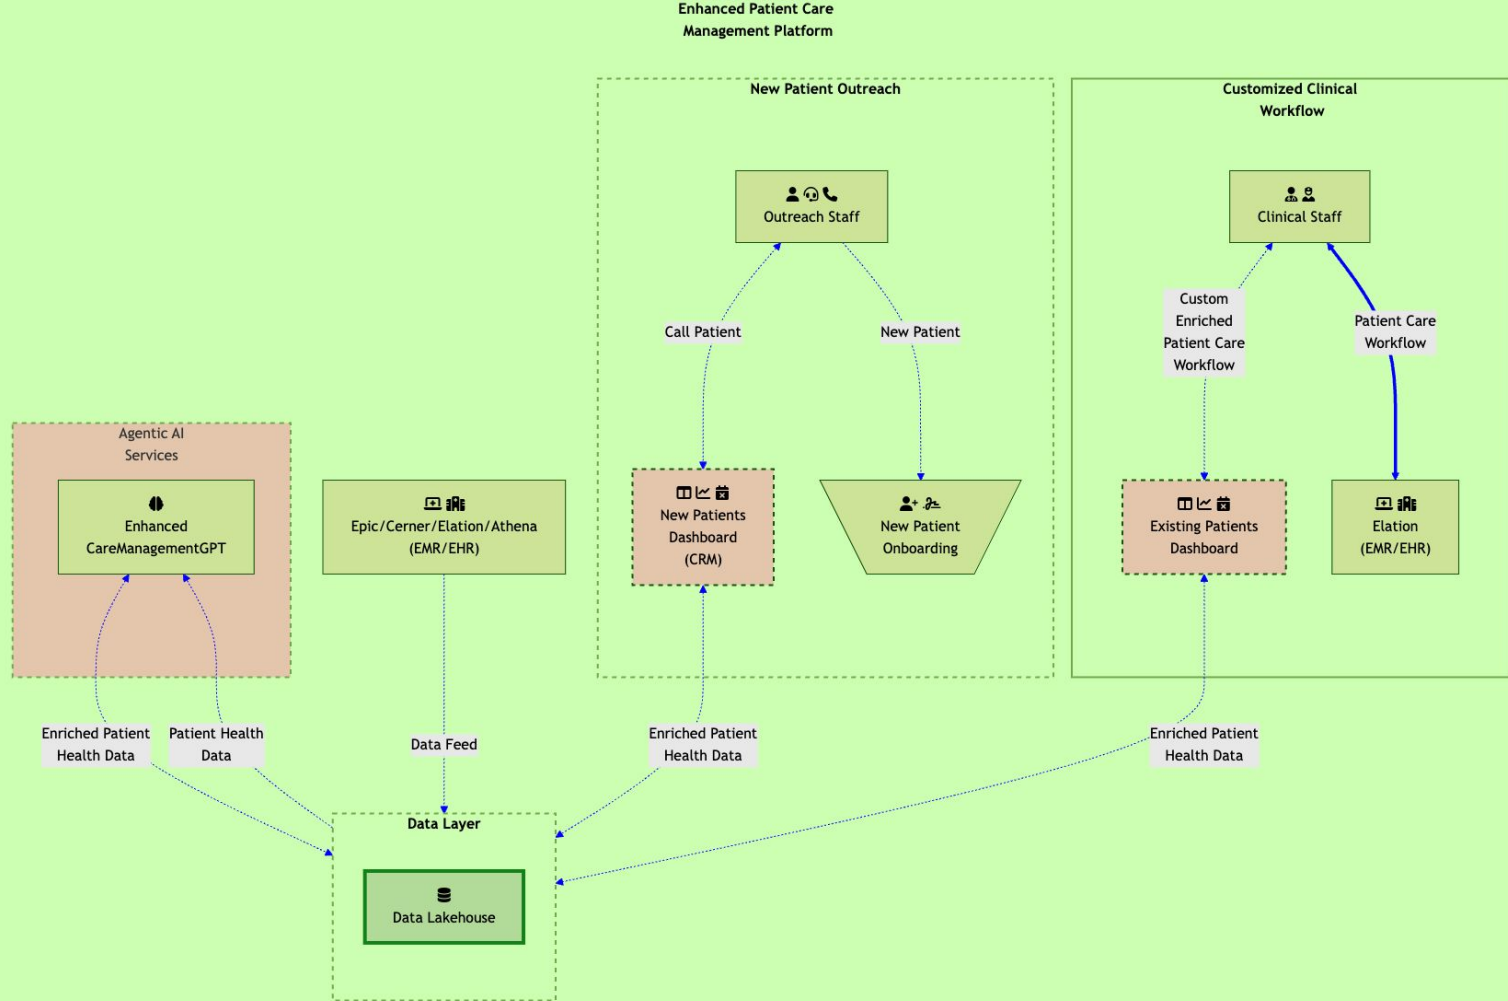 Enhanced Patient Care
Management Platform
New Patient Outreach
Outreach Staff
Call Patient
New Patient
New Patients
Dashboard
(CRM)
New Patient
Onboarding
Customized Clinical
Workflow
Clinical Staff
Custom
Enriched
Patient Care
Workflow
Patient Care
Workflow
Existing Patients
Dashboard
Elation
(EMR/EHR)
Agentic AI
Services
Enhanced
CareManagementGPT
Epic/Cerner/Elation/Athena
(EMR/EHR)
Enriched Patient
Health Data
Patient Health
Data
Data Feed
Enriched Patient
Health Data
Enriched Patient
Health Data
Data Layer
Data Lakehouse